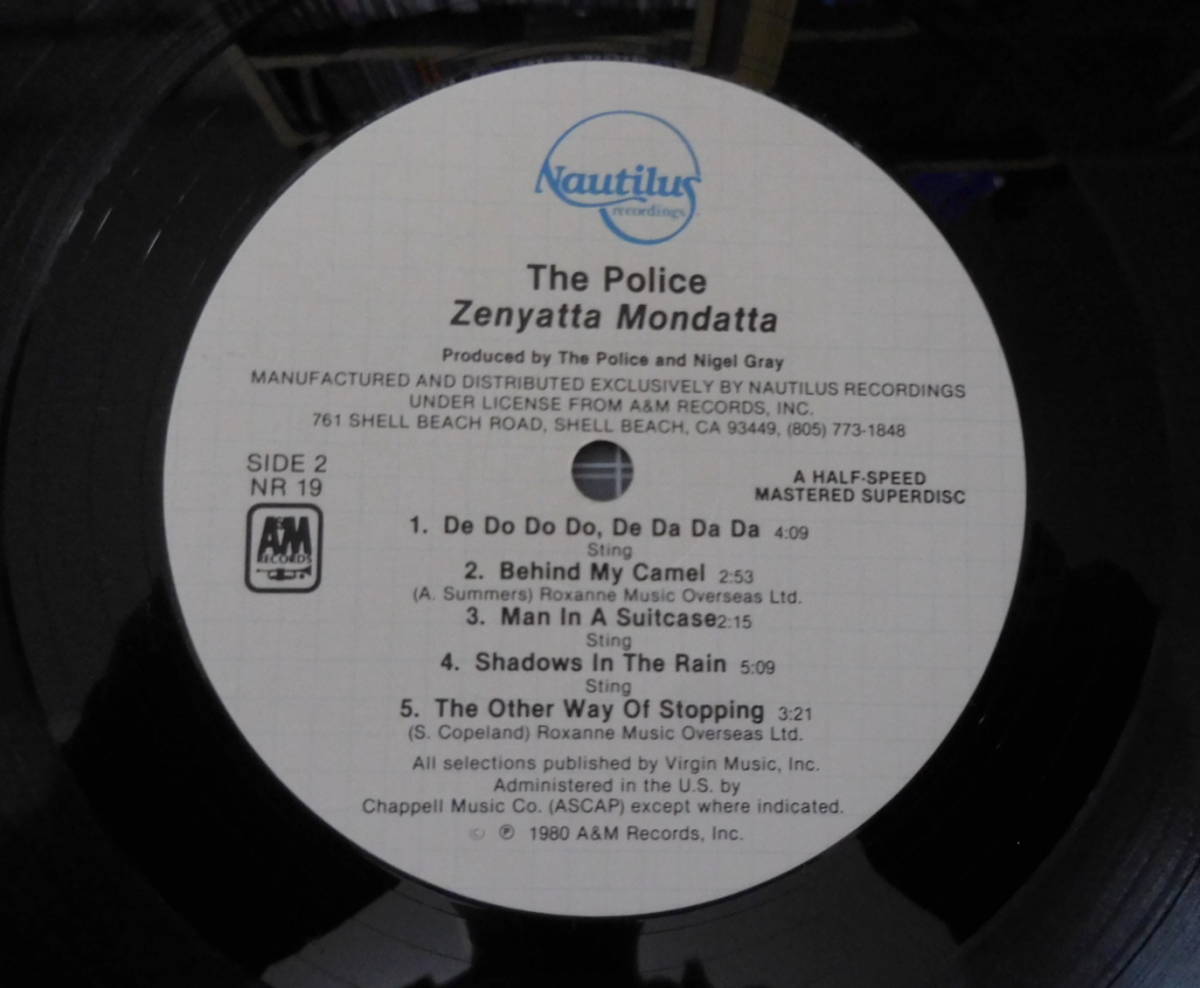 Nautilus
recordings
The Police
Zenyatta Mondatta
Produced by The Police and Nigel Gray
MANUFACTURED AND DISTRIBUTED EXCLUSIVELY BY NAUTILUS RECORDINGS
UNDER LICENSE FROM A&M RECORDS, INC.
761 SHELL BEACH ROAD, SHELL BEACH, CA 93449, (805) 773-1848
SIDE 2
NR 19
A&M
RECORDS
A HALF-SPEED
MASTERED SUPERDISC
1. De Do Do Do, De Da Da Da 4:09
Sting
2. Behind My Camel 2:53
(A. Summers) Roxanne Music Overseas Ltd.
3. Man In A Suitcase2:15
Sting
4. Shadows In The Rain 5:09
Sting
5. The Other Way Of Stopping 3:21
(S. Copeland) Roxanne Music Overseas Ltd.
All selections published by Virgin Music, Inc.
Administered in the U.S. by
Chappell Music Co. (ASCAP) except where indicated.
© ℗ 1980 A&M Records, Inc.